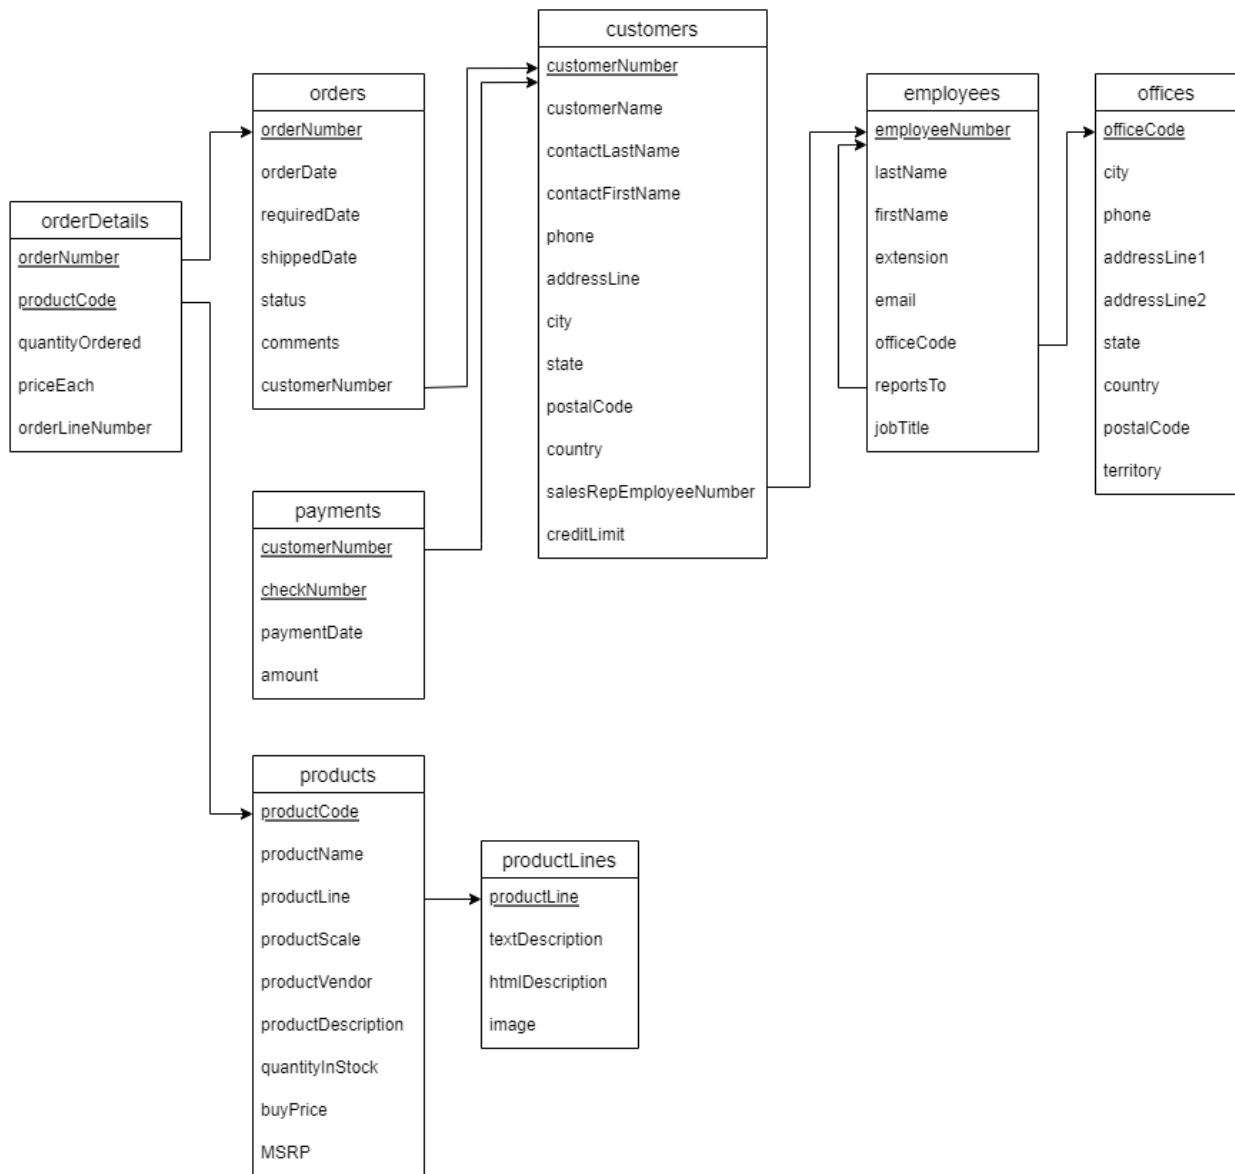 customers
customerNumber
customerName
contactLastName
contactFirstName
phone
addressLine
city
state
postalCode
country
salesRepEmployeeNumber
creditLimit
orders
orderNumber
orderDate
requiredDate
shippedDate
status
comments
customerNumber
employees
employeeNumber
lastName
firstName
extension
email
officeCode
reportsTo
jobTitle
offices
officeCode
city
phone
addressLine1
addressLine2
state
country
postalCode
territory
orderDetails
orderNumber
productCode
quantityOrdered
priceEach
orderLineNumber
payments
customerNumber
checkNumber
paymentDate
amount
products
productCode
productName
productLine
productScale
productVendor
productDescription
quantityInStock
buyPrice
MSRP
productLines
productLine
textDescription
htmlDescription
image